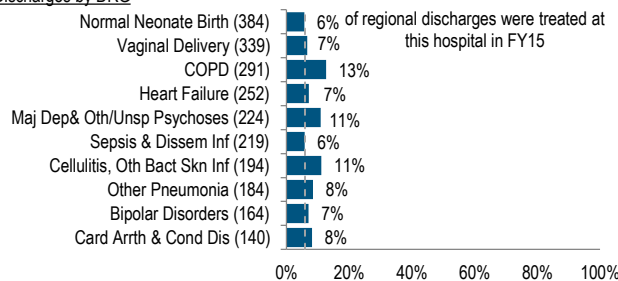 Discharges by DRG
Normal Neonate Birth (384) 6% of regional discharges were treated at
Vaginal Delivery (339) 7% this hospital in FY15
COPD (291) 13%
Heart Failure (252) 7%
Maj Dep& Oth/Unsp Psychoses (224) 11%
Sepsis & Dissem Inf (219) 6%
Cellulitis, Oth Bact Skn Inf (194) 11%
Other Pneumonia (184) 8%
Bipolar Disorders (164) 7%
Card Arrth & Cond Dis (140) 8%
0% 20% 40% 60% 80% 100%